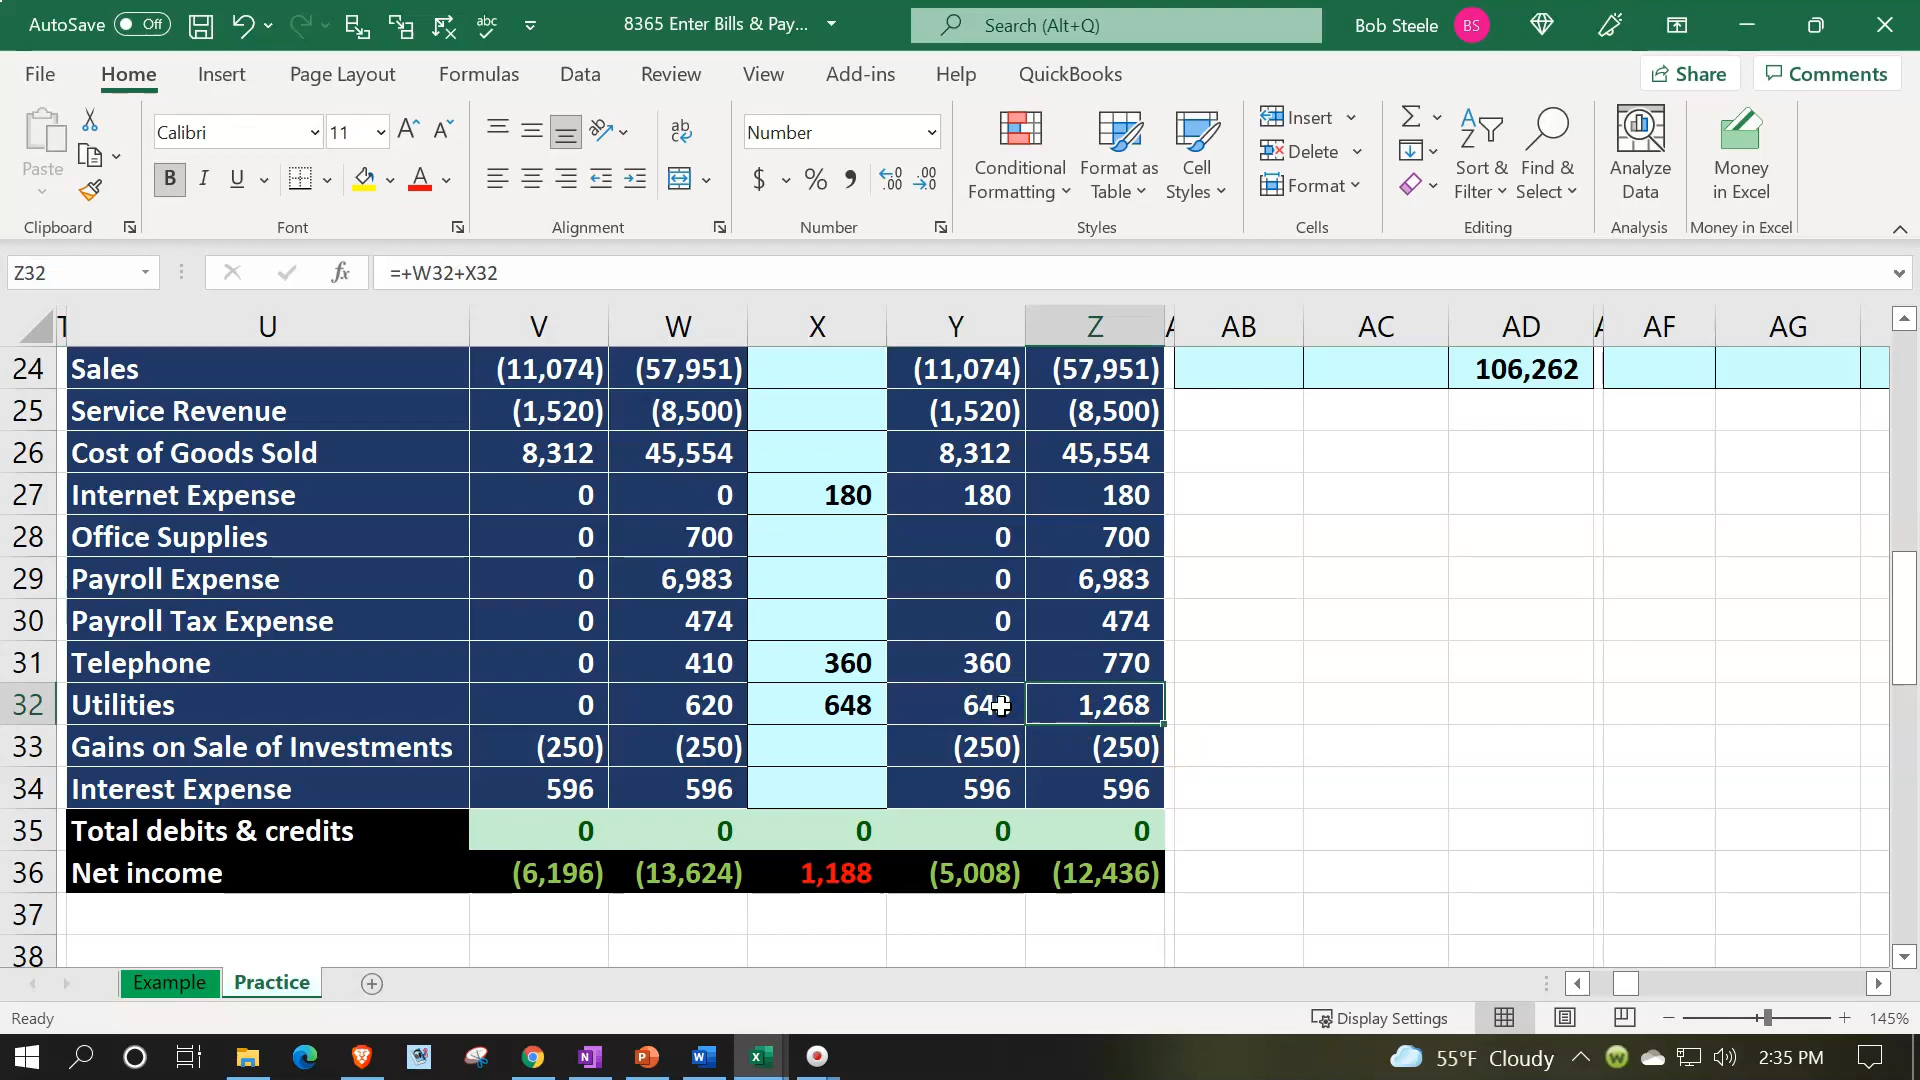 AutoSave Off 8365 Enter Bills & Pay... Search (Alt+Q) Bob Steele BS
File Home Insert Page Layout Formulas Data Review View Add-ins Help QuickBooks Share Comments
Paste Calibri 11 Number Conditional Formatting Format as Table Cell Styles Insert Delete Format Sort & Filter Find & Select Analyze Data Money in Excel
Clipboard Font Alignment Number Styles Cells Editing Analysis Money in Excel
Z32 fx =+W32+X32
U V W X Y Z AB AC AD AF AG
24 Sales (11,074) (57,951) (11,074) (57,951) 106,262
25 Service Revenue (1,520) (8,500) (1,520) (8,500)
26 Cost of Goods Sold 8,312 45,554 8,312 45,554
27 Internet Expense 0 0 180 180 180
28 Office Supplies 0 700 0 700
29 Payroll Expense 0 6,983 0 6,983
30 Payroll Tax Expense 0 474 0 474
31 Telephone 0 410 360 360 770
32 Utilities 0 620 648 1,268
33 Gains on Sale of Investments (250) (250) (250) (250)
34 Interest Expense 596 596 596 596
35 Total debits & credits 0 0 0 0 0
36 Net income (6,196) (13,624) 1,188 (5,008) (12,436)
37
38
Example Practice
Ready Display Settings 145%
55°F Cloudy 2:35 PM